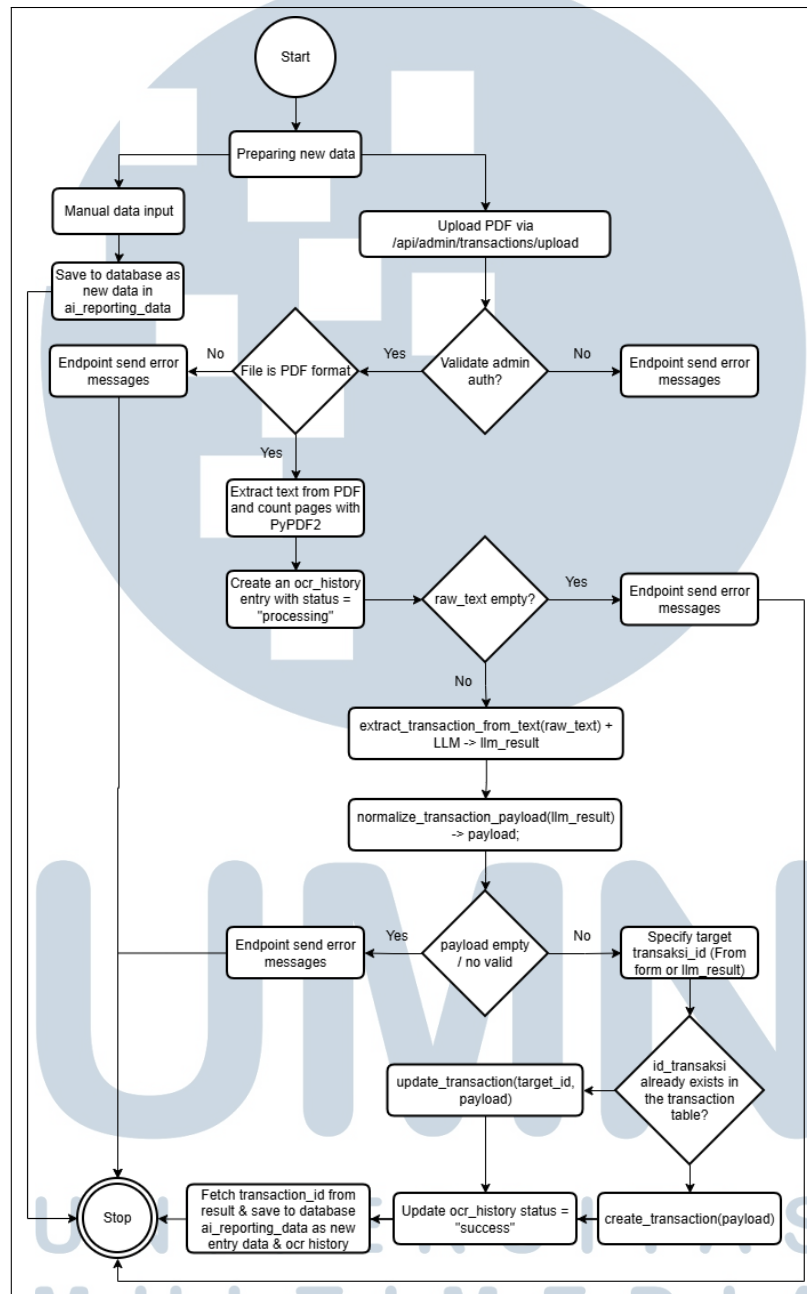 Start
Preparing new data
Manual data input
Upload PDF via
/api/admin/transactions/upload
Save to database as
new data in
ai_reporting_data
Endpoint send error
messages
No
File is PDF format
Yes
Validate admin
auth?
No
Endpoint send error
messages
Yes
Extract text from PDF
and count pages with
PyPDF2
Create an ocr_history
entry with status =
"processing"
raw_text empty?
Yes
Endpoint send error
messages
No
extract_transaction_from_text(raw_text) +
LLM -> llm_result
normalize_transaction_payload(llm_result)
-> payload;
Endpoint send error
messages
Yes
payload empty
/ no valid
No
Specify target
transaksi_id (From
form or llm_result)
id_transaksi
already exists in
the transaction
table?
update_transaction(target_id,
payload)
Stop
Fetch transaction_id from
result & save to database
ai_reporting_data as new
entry data & ocr history
Update ocr_history status =
"success"
create_transaction(payload)
UMN